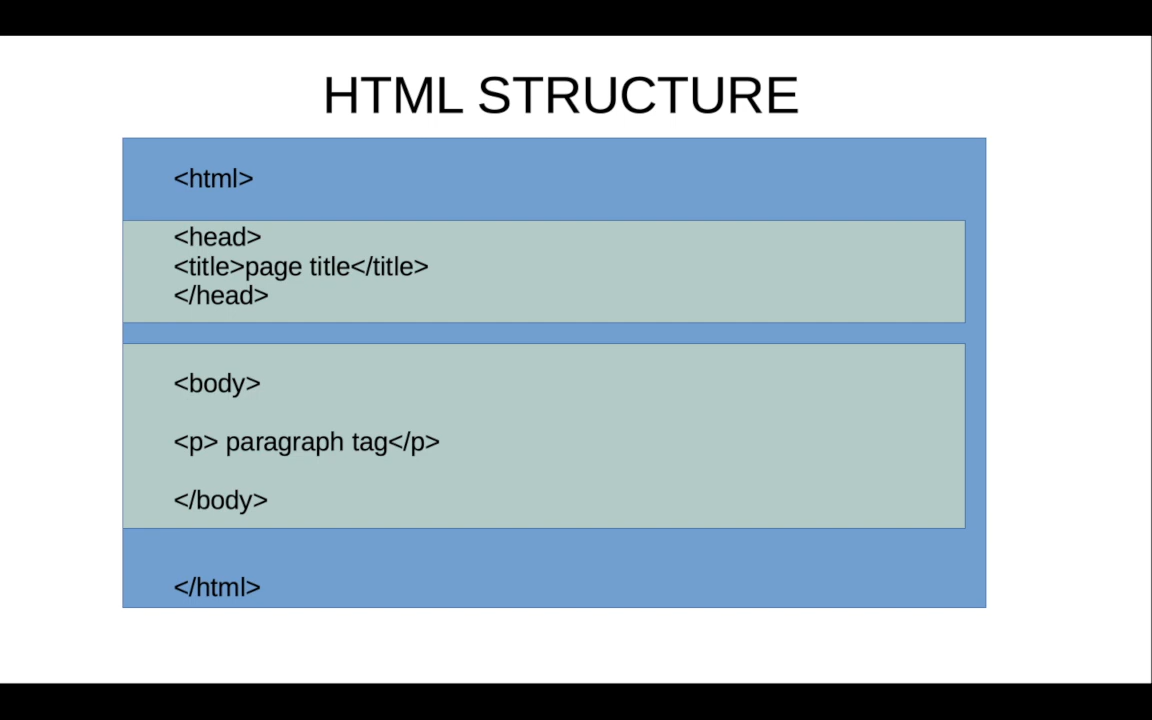 HTML STRUCTURE
<html>
<head>
<title>page title</title>
</head>
<body>
<p> paragraph tag</p>
</body>
</html>